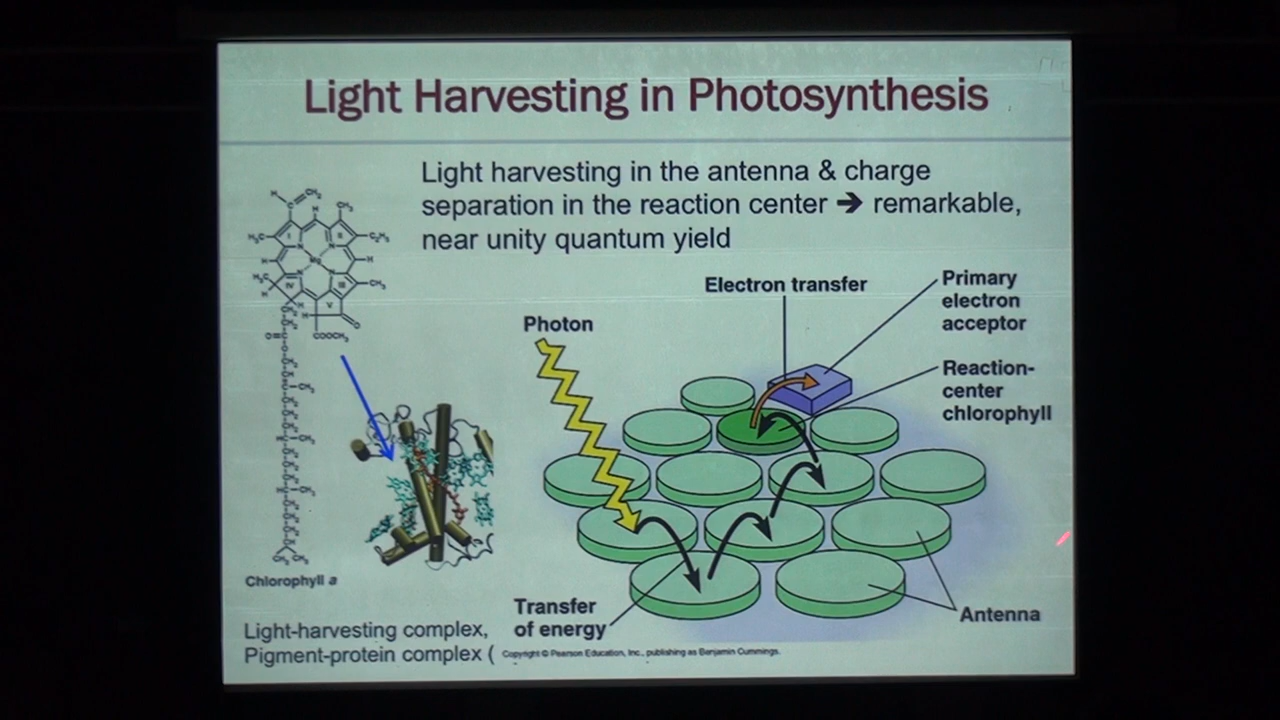 Light Harvesting in Photosynthesis
Light harvesting in the antenna & charge
separation in the reaction center ➔ remarkable,
near unity quantum yield
Electron transfer
Primary
electron
acceptor
Photon
Reaction-
center
chlorophyll
Chlorophyll a
Transfer
of energy
Antenna
Light-harvesting complex,
Pigment-protein complex (
Copyright © Pearson Education, Inc., publishing as Benjamin Cummings.